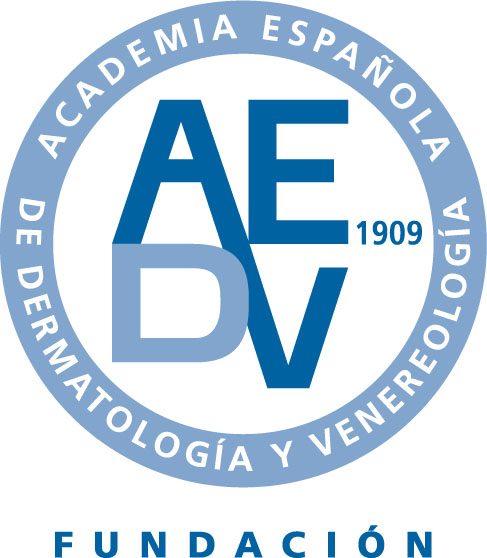 ACADEMIA ESPAÑOLA
DE DERMATOLOGÍA Y VENEREOLOGÍA
AE
1909
DV
FUNDACIÓN